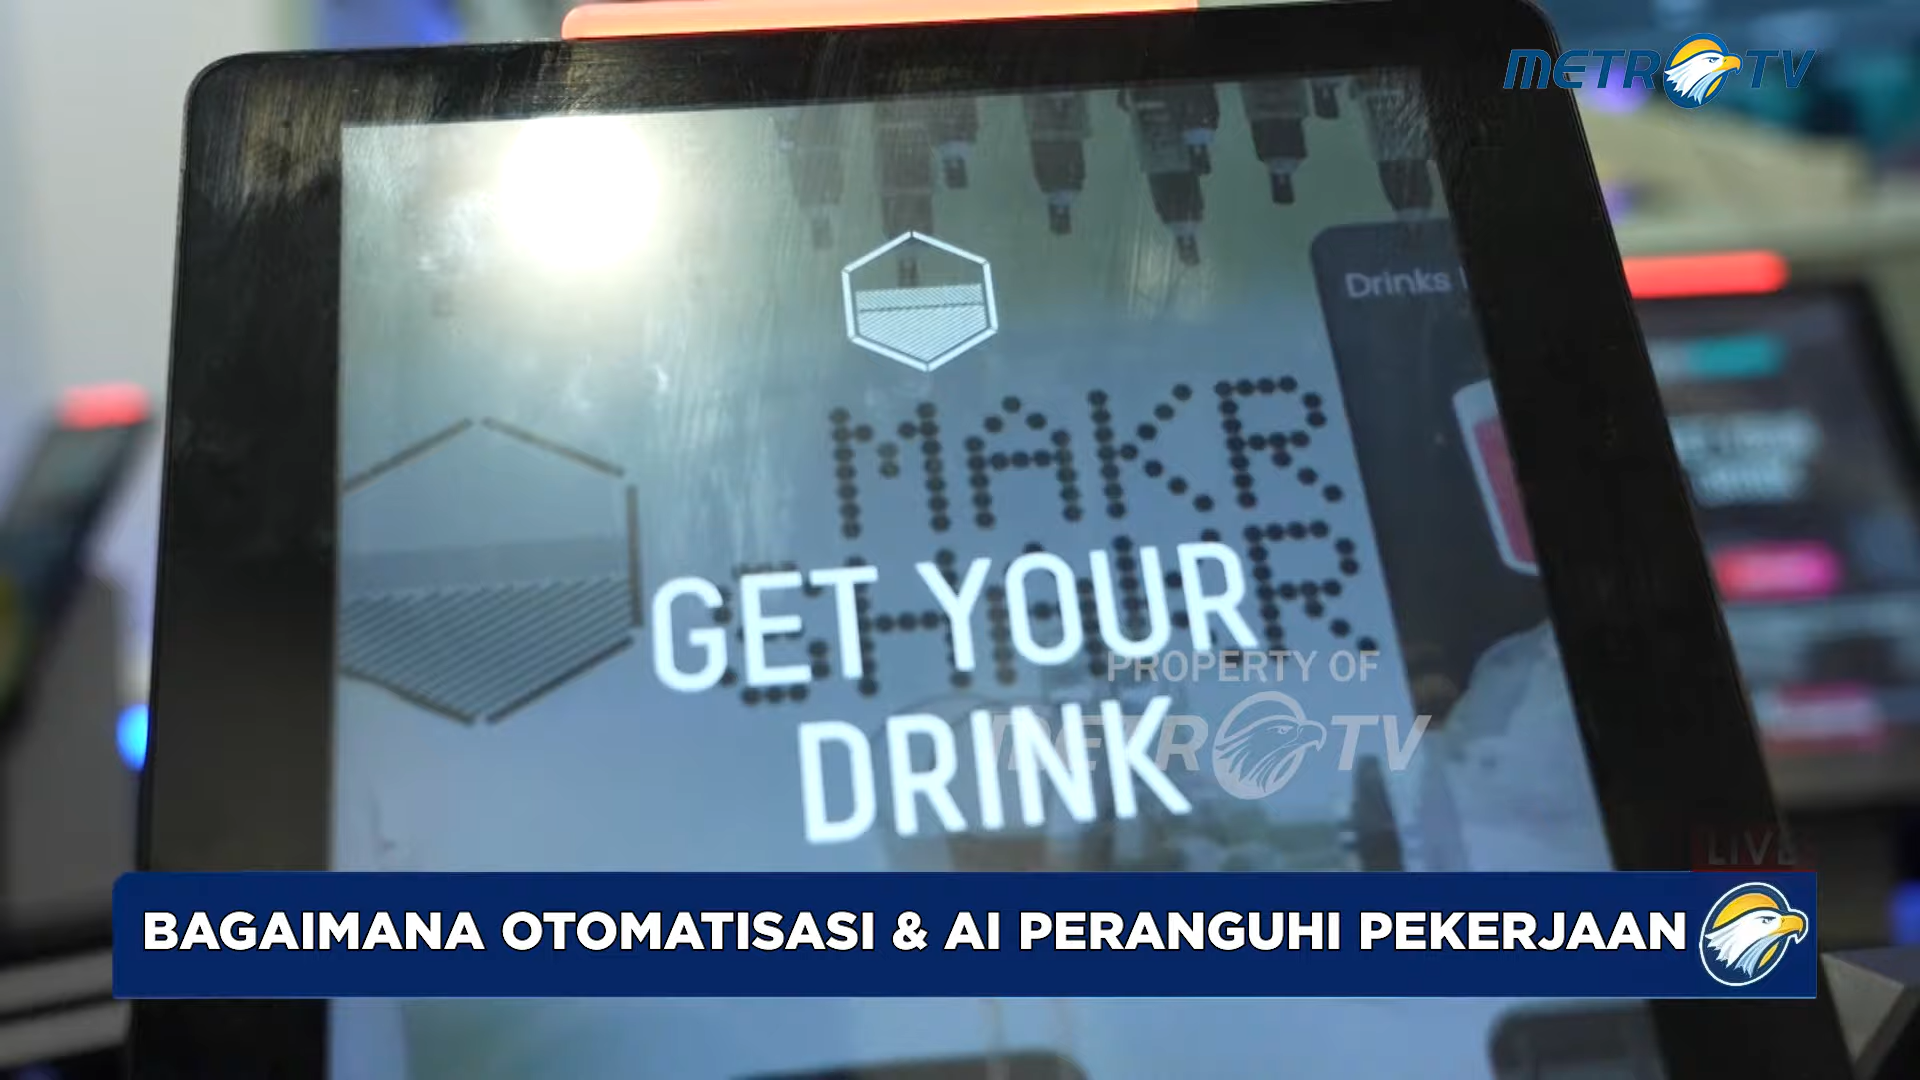 METRO TV
Drinks
MAKR
SHAKR
GET YOUR
DRINK
PROPERTY OF
METRO TV
LIVE
BAGAIMANA OTOMATISASI & AI PERANGUHI PEKERJAAN